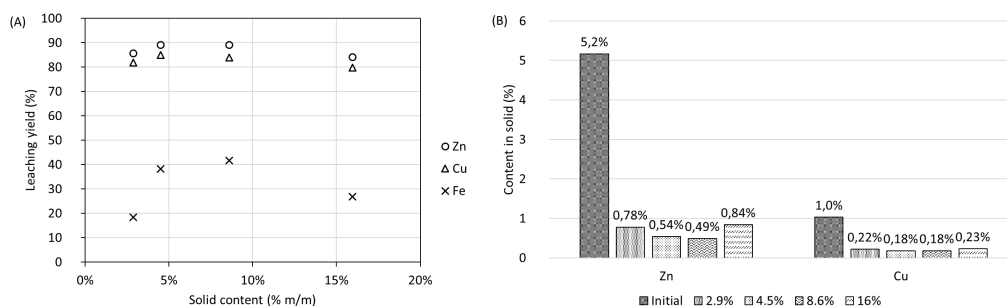 (A)
100
90
80
70
60
50
40
30
20
10
0
Leaching yield (%)
0% 5% 10% 15% 20%
Solid content (% m/m)
Zn
Cu
Fe
(B)
6
5
4
3
2
1
0
Content in solid (%)
5,2%
0,78%
0,54%
0,49%
0,84%
1,0%
0,22%
0,18%
0,18%
0,23%
Zn Cu
Initial 2.9% 4.5% 8.6% 16%